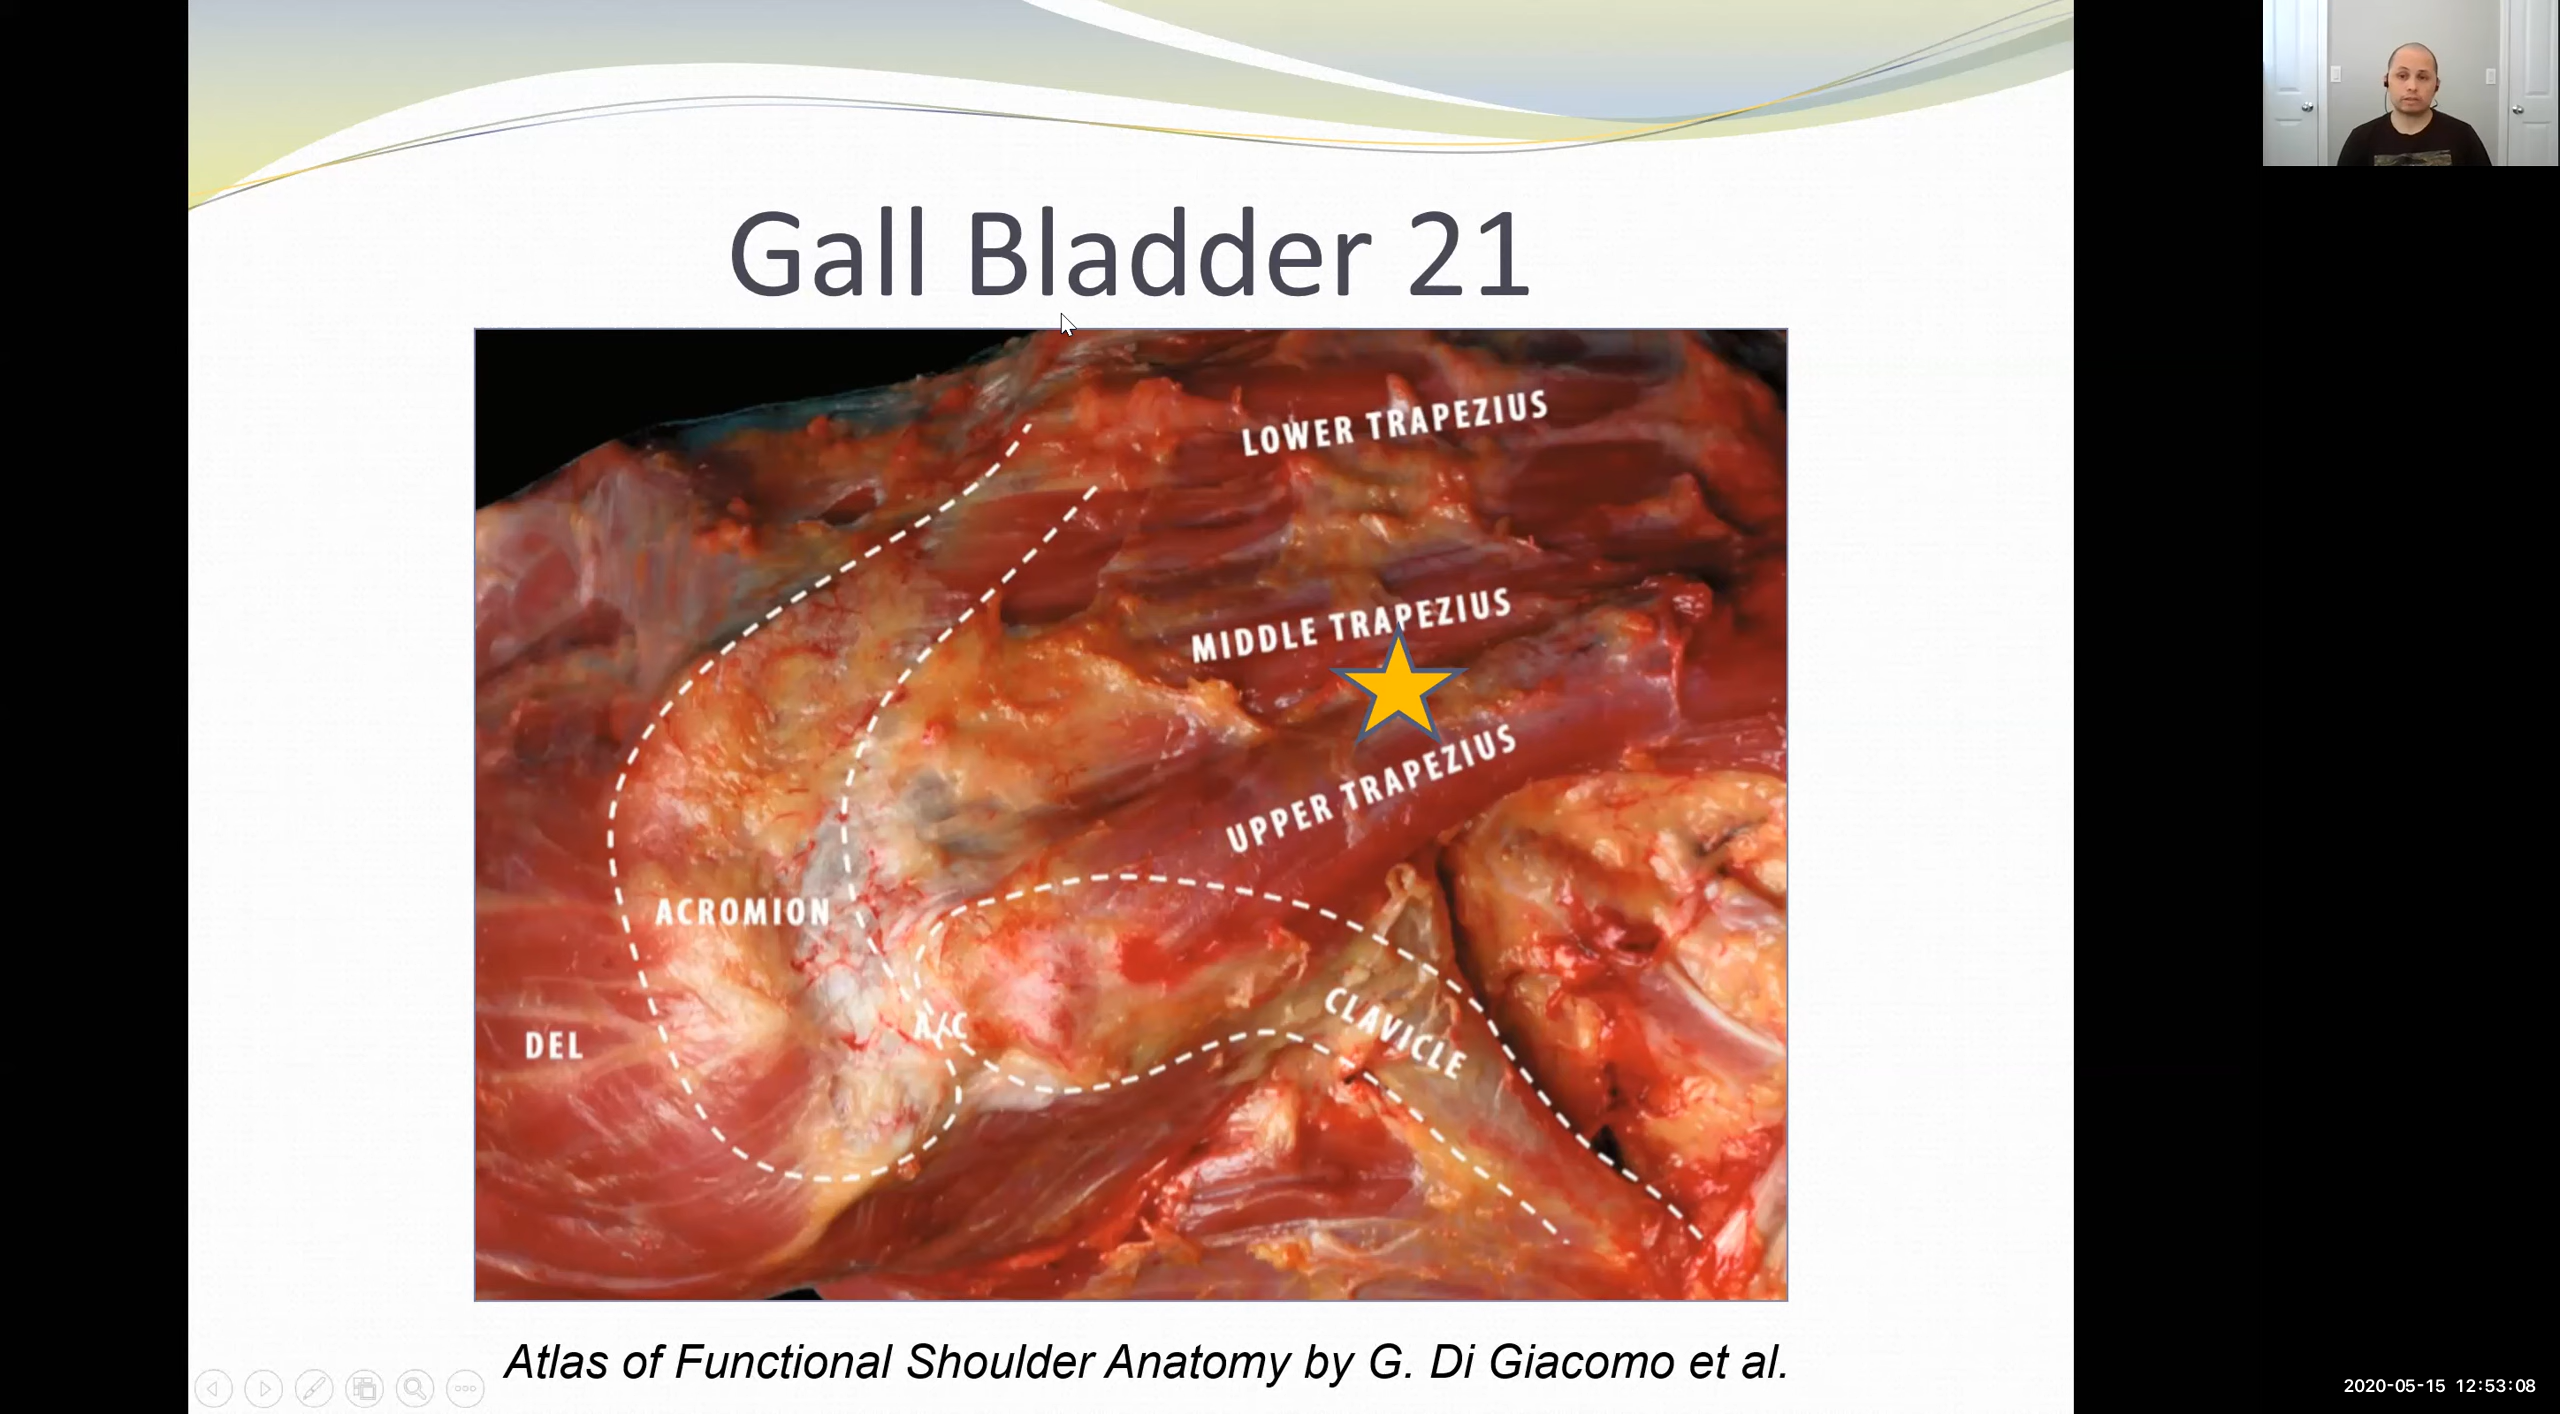 Gall Bladder 21
LOWER TRAPEZIUS
MIDDLE TRAPEZIUS
UPPER TRAPEZIUS
ACROMION
A/C
CLAVICLE
DEL
Atlas of Functional Shoulder Anatomy by G. Di Giacomo et al.
2020-05-15 12:53:08